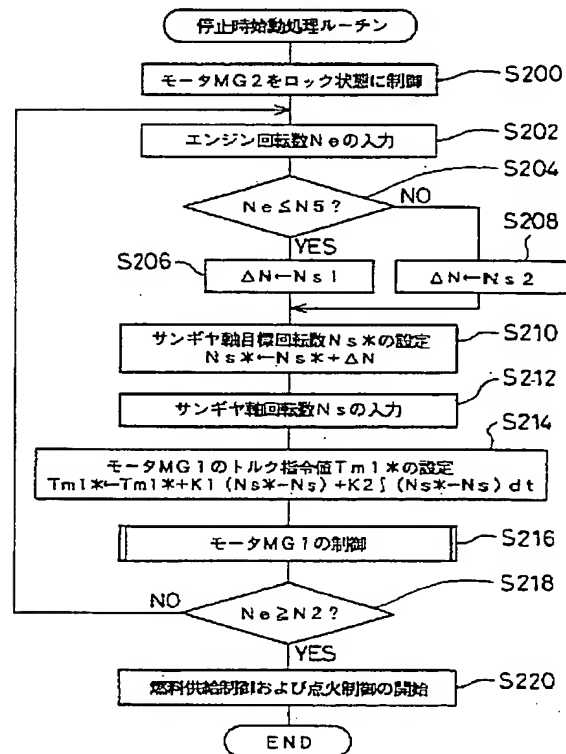 停止時始動処理ルーチン
モータMG2をロック状態に制御
S200
エンジン回転数Neの入力
S202
S204
Ne≦N5?
NO
YES
S206
ΔN←Ns1
S208
ΔN←Ns2
サンギヤ軸目標回転数Ns*の設定
Ns*←Ns*+ΔN
S210
サンギヤ軸回転数Nsの入力
S212
S214
モータMG1のトルク指令値Tm1*の設定
Tm1*←Tm1*+K1(Ns*−Ns)+K2∫(Ns*−Ns)dt
モータMG1の制御
S216
S218
NO
Ne≧N2?
YES
燃料供給制御および点火制御の開始
S220
END